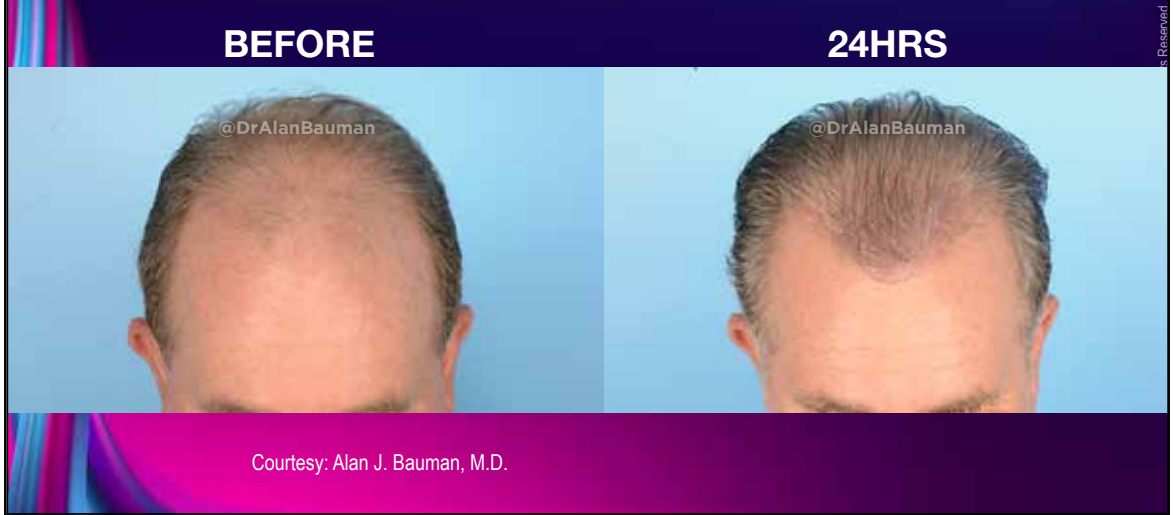 BEFORE
24HRS
s Reserved
@DrAlanBauman
@DrAlanBauman
Courtesy: Alan J. Bauman, M.D.